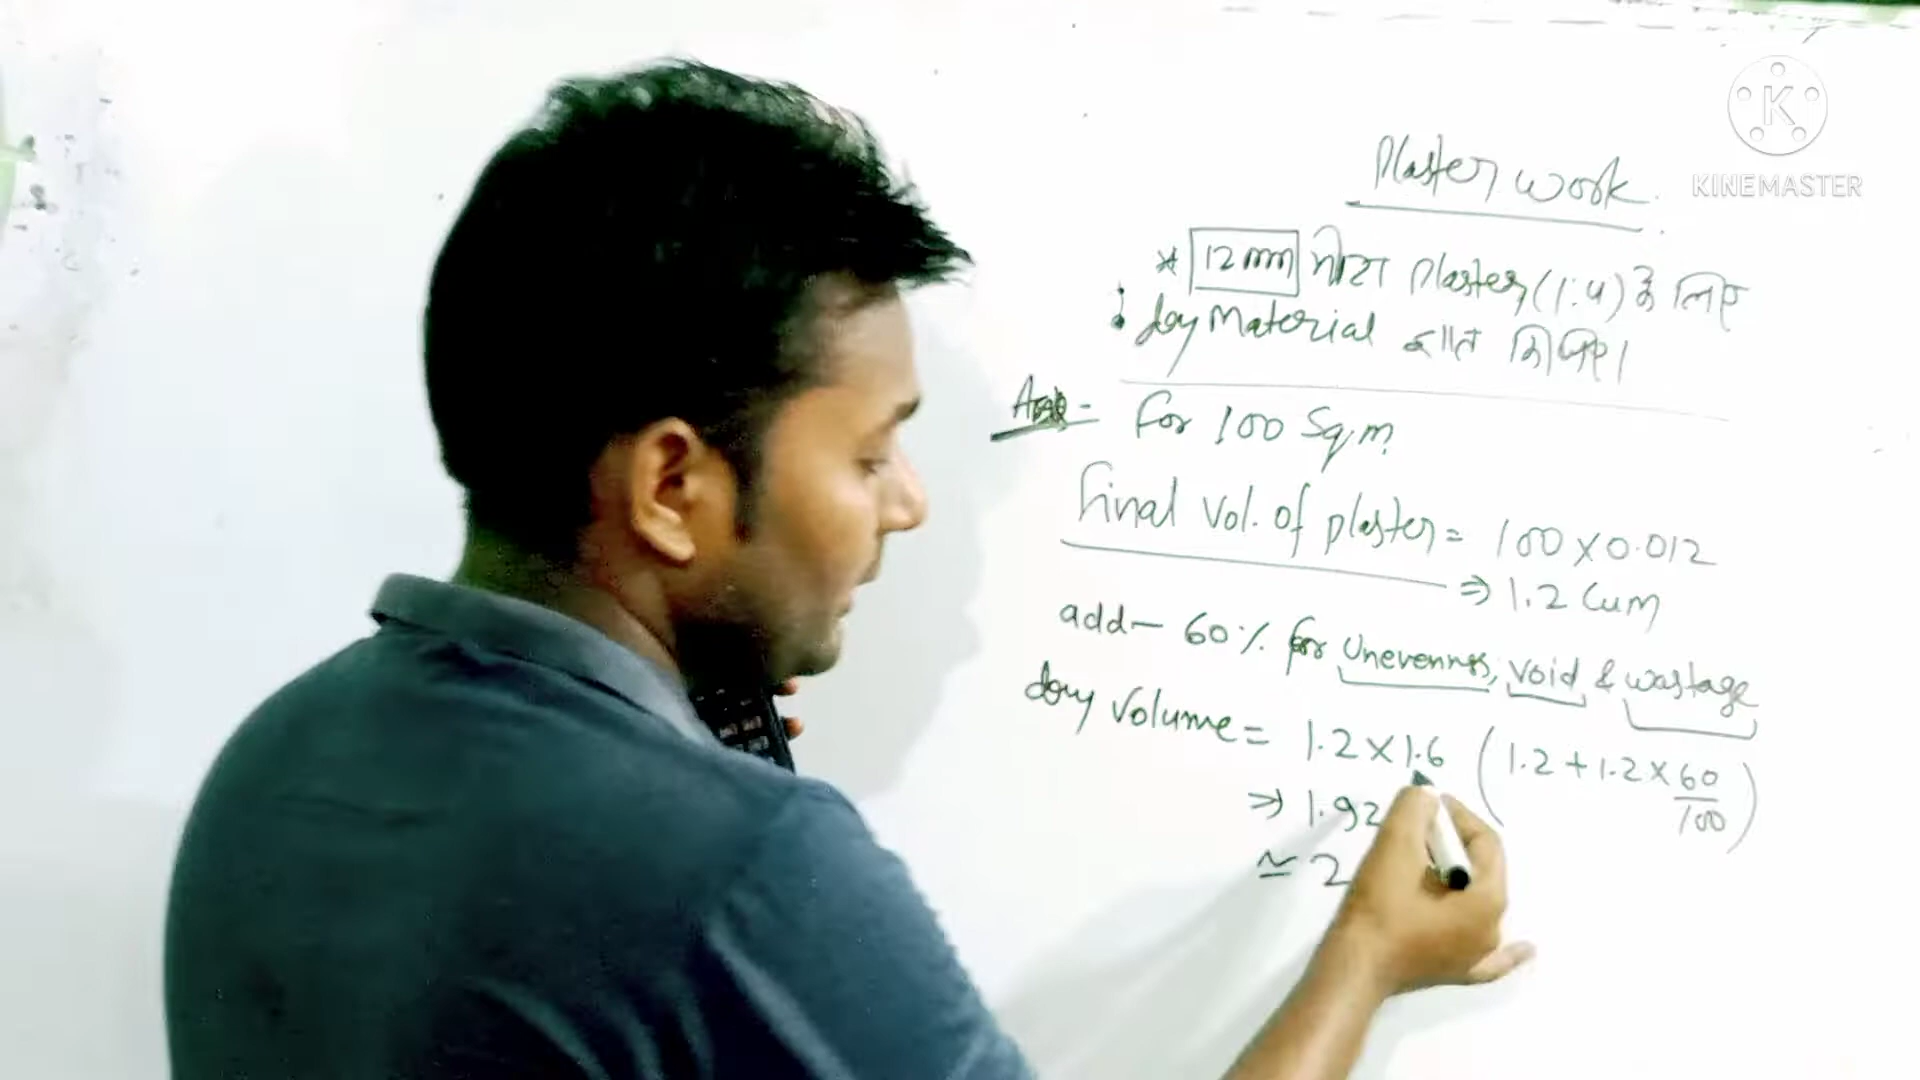 Plaster work.
* 12mm मोटा Plaster (1:4) के लिए
dry Material ज्ञात कीजिए।
For 100 Sq.m
Final Vol. of plaster = 100 x 0.012
⇒ 1.2 Cum
add - 60% for Unevenness, void & wastage
dry Volume = 1.2 x 1.6 (1.2 + 1.2 x 60/100)
⇒ 1.92
≃ 2
KINEMASTER